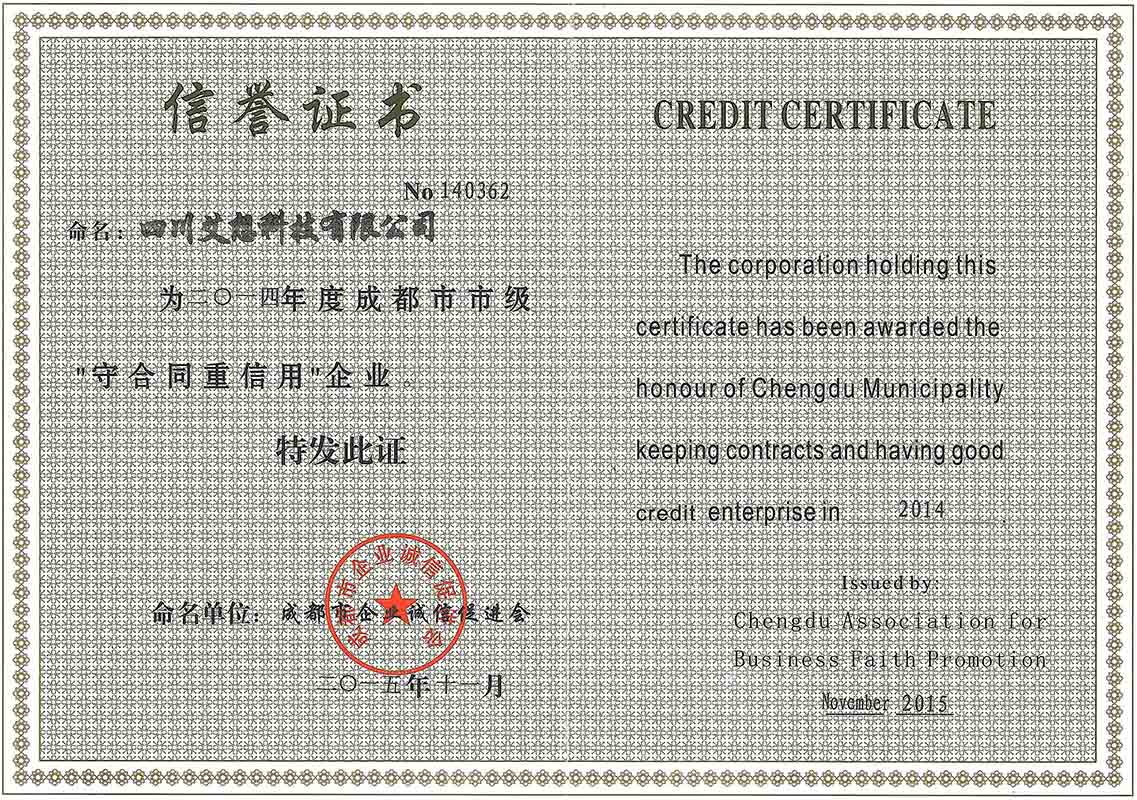 信誉证书
No 140362
命名：四川艾想科技有限公司
为二〇一四年度成都市市级
"守合同重信用"企业。
特发此证
成都市企业诚信促进会
命名单位：成都市企业诚信促进会
二〇一五年十一月
CREDIT CERTIFICATE
The corporation holding this
certificate has been awarded the
honour of Chengdu Municipality
keeping contracts and having good
credit enterprise in 2014.
Issued by:
Chengdu Association for
Business Faith Promotion
November 2015